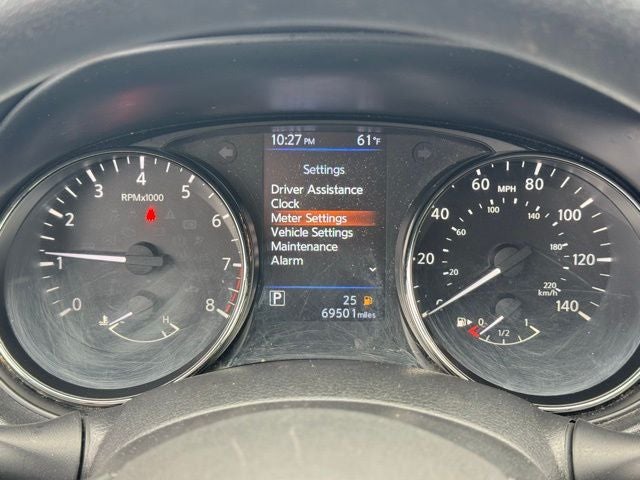 10:27 PM 61°F
Settings
Driver Assistance
Clock
Meter Settings
Vehicle Settings
Maintenance
Alarm
P 25
69501 miles
RPMx1000
0 1 2 3 4 5 6 7 8
H
MPH
0 20 40 60 80 100 120 140
20 60 100 140 180 220
km/h
0 1/2 1